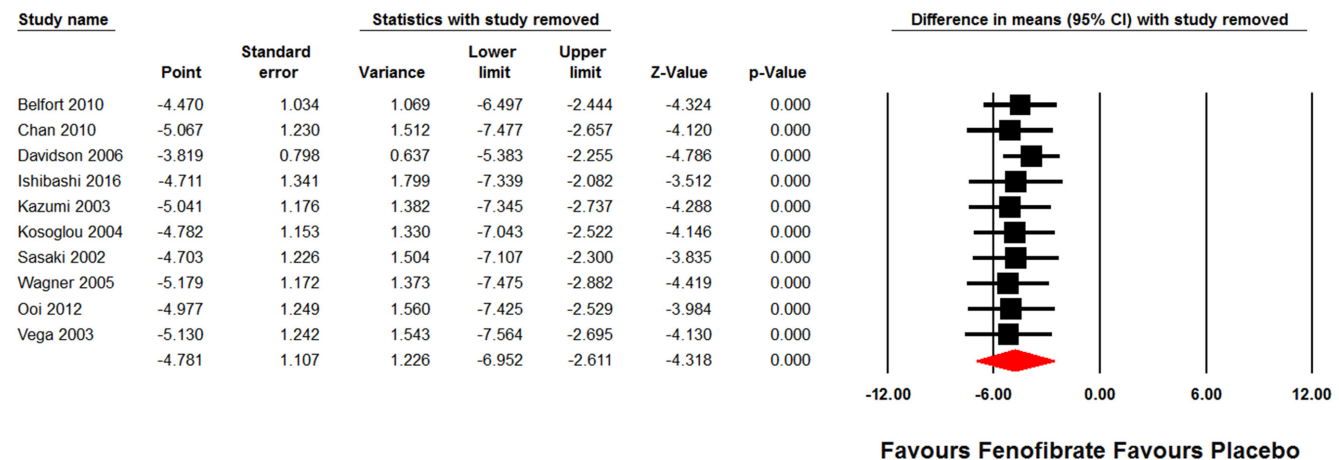 Study name Statistics with study removed Difference in means (95% CI) with study removed
Standard Lower Upper
Point error Variance limit limit Z-Value p-Value
Belfort 2010 -4.470 1.034 1.069 -6.497 -2.444 -4.324 0.000
Chan 2010 -5.067 1.230 1.512 -7.477 -2.657 -4.120 0.000
Davidson 2006 -3.819 0.798 0.637 -5.383 -2.255 -4.786 0.000
Ishibashi 2016 -4.711 1.341 1.799 -7.339 -2.082 -3.512 0.000
Kazumi 2003 -5.041 1.176 1.382 -7.345 -2.737 -4.288 0.000
Kosoglou 2004 -4.782 1.153 1.330 -7.043 -2.522 -4.146 0.000
Sasaki 2002 -4.703 1.226 1.504 -7.107 -2.300 -3.835 0.000
Wagner 2005 -5.179 1.172 1.373 -7.475 -2.882 -4.419 0.000
Ooi 2012 -4.977 1.249 1.560 -7.425 -2.529 -3.984 0.000
Vega 2003 -5.130 1.242 1.543 -7.564 -2.695 -4.130 0.000
-4.781 1.107 1.226 -6.952 -2.611 -4.318 0.000
-12.00 -6.00 0.00 6.00 12.00
Favours Fenofibrate Favours Placebo